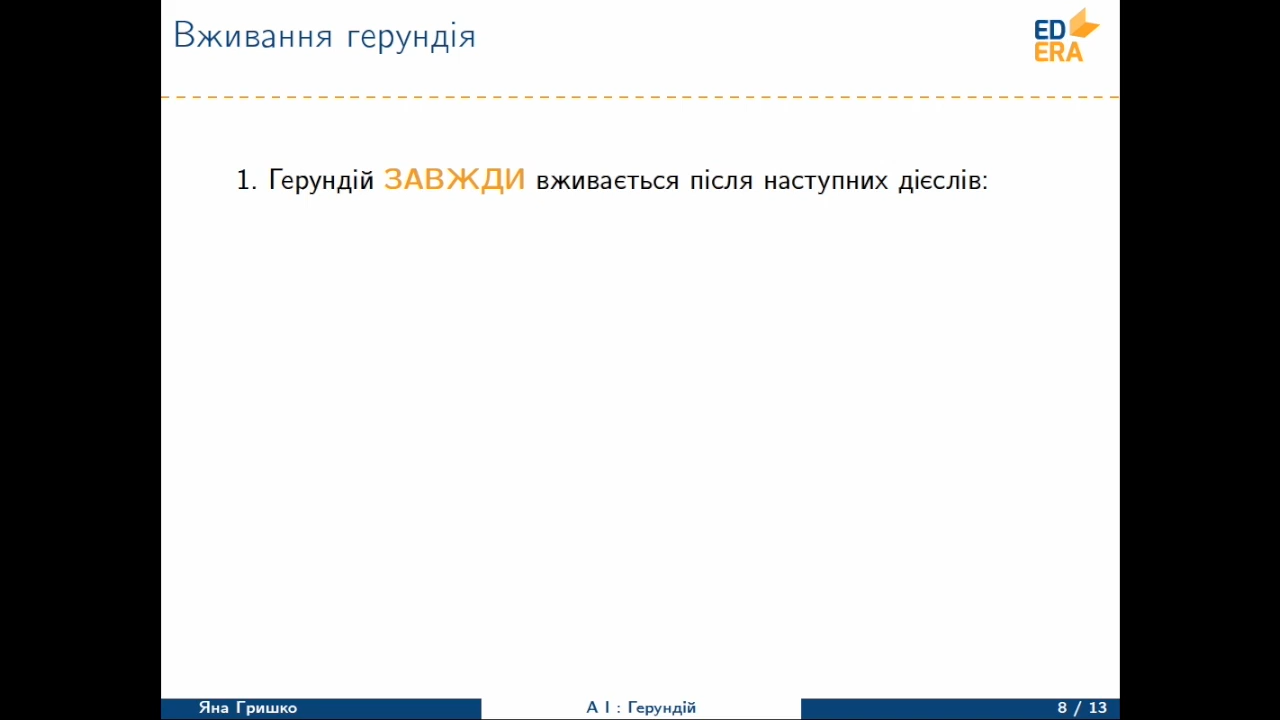 Вживання герундія
ED
ERA
1. Герундій ЗАВЖДИ вживається після наступних дієслів:
Яна Гришко
А І : Герундій
8 / 13